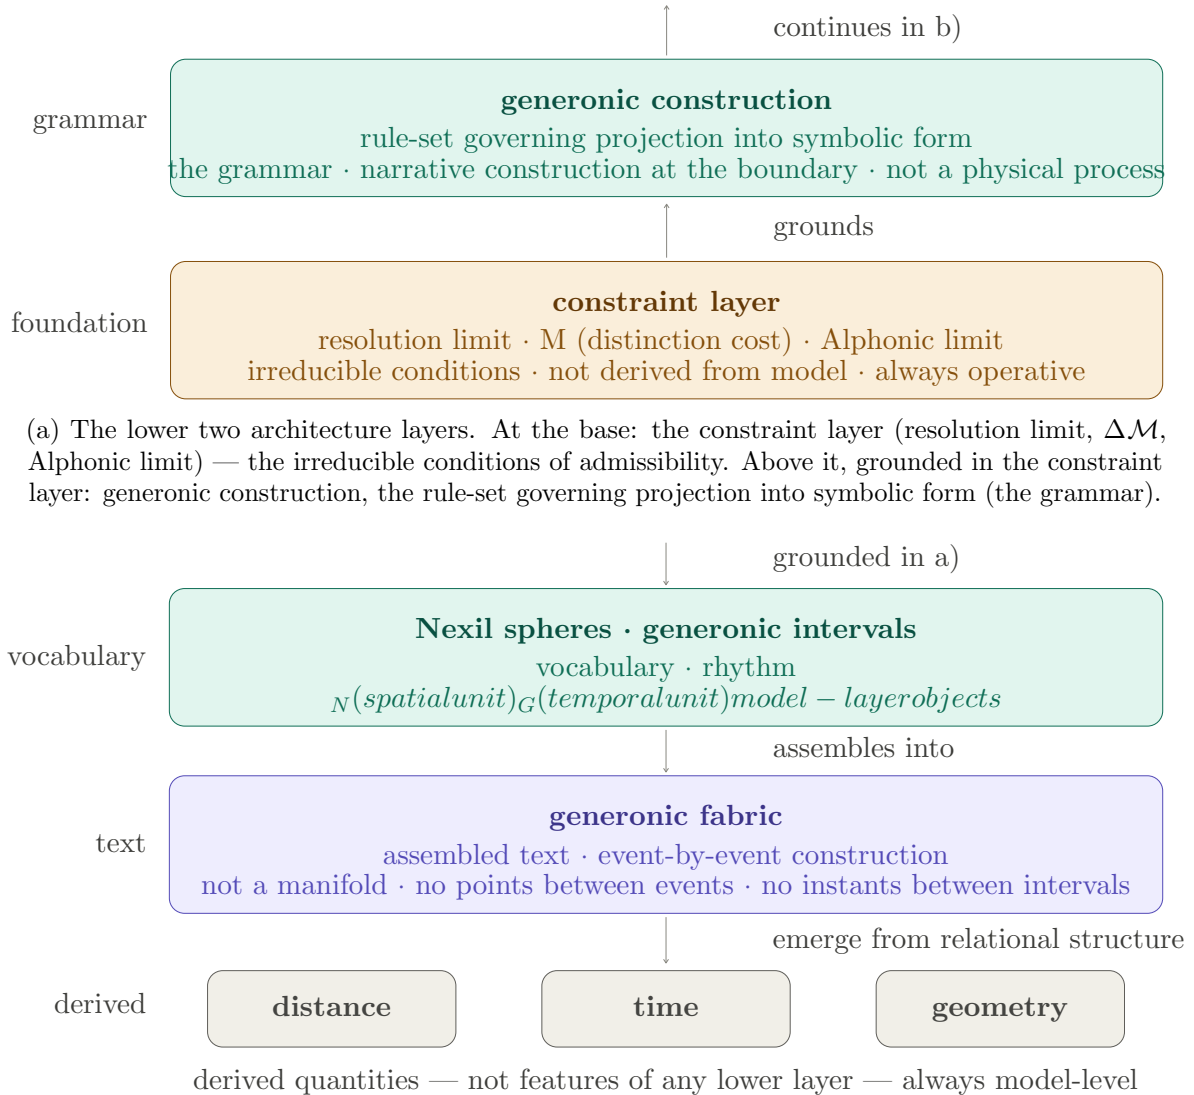 continues in b)
grammar
generonic construction
rule-set governing projection into symbolic form
the grammar · narrative construction at the boundary · not a physical process
grounds
foundation
constraint layer
resolution limit · M (distinction cost) · Alphonic limit
irreducible conditions · not derived from model · always operative
(a) The lower two architecture layers. At the base: the constraint layer (resolution limit, Δℳ,
Alphonic limit) — the irreducible conditions of admissibility. Above it, grounded in the constraint
layer: generonic construction, the rule-set governing projection into symbolic form (the grammar).
grounded in a)
vocabulary
Nexil spheres · generonic intervals
vocabulary · rhythm
N(spatialunit)G(temporalunit)model − layerobjects
assembles into
text
generonic fabric
assembled text · event-by-event construction
not a manifold · no points between events · no instants between intervals
emerge from relational structure
derived
distance
time
geometry
derived quantities — not features of any lower layer — always model-level